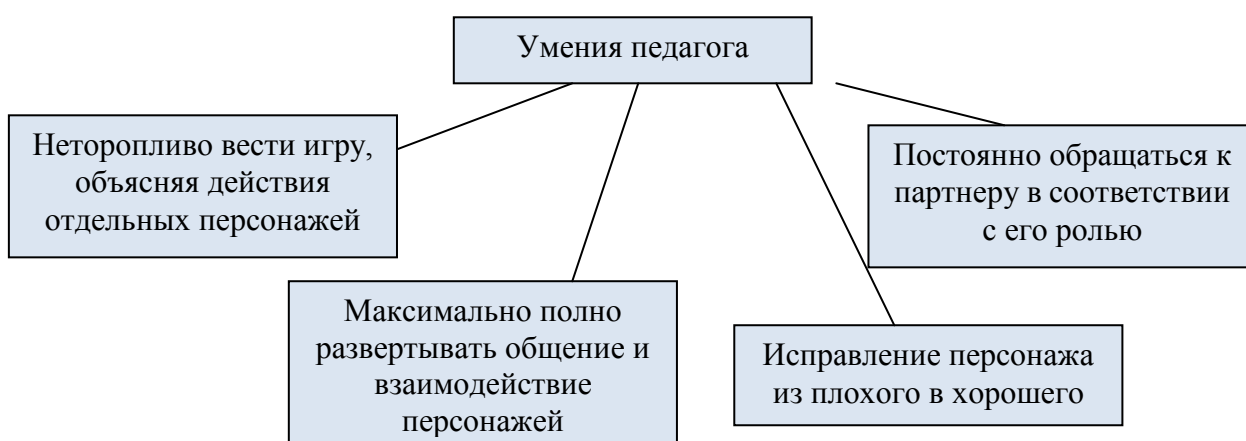 Умения педагога
Неторопливо вести игру,
объясняя действия
отдельных персонажей
Постоянно обращаться к
партнеру в соответствии
с его ролью
Максимально полно
развертывать общение и
взаимодействие
персонажей
Исправление персонажа
из плохого в хорошего